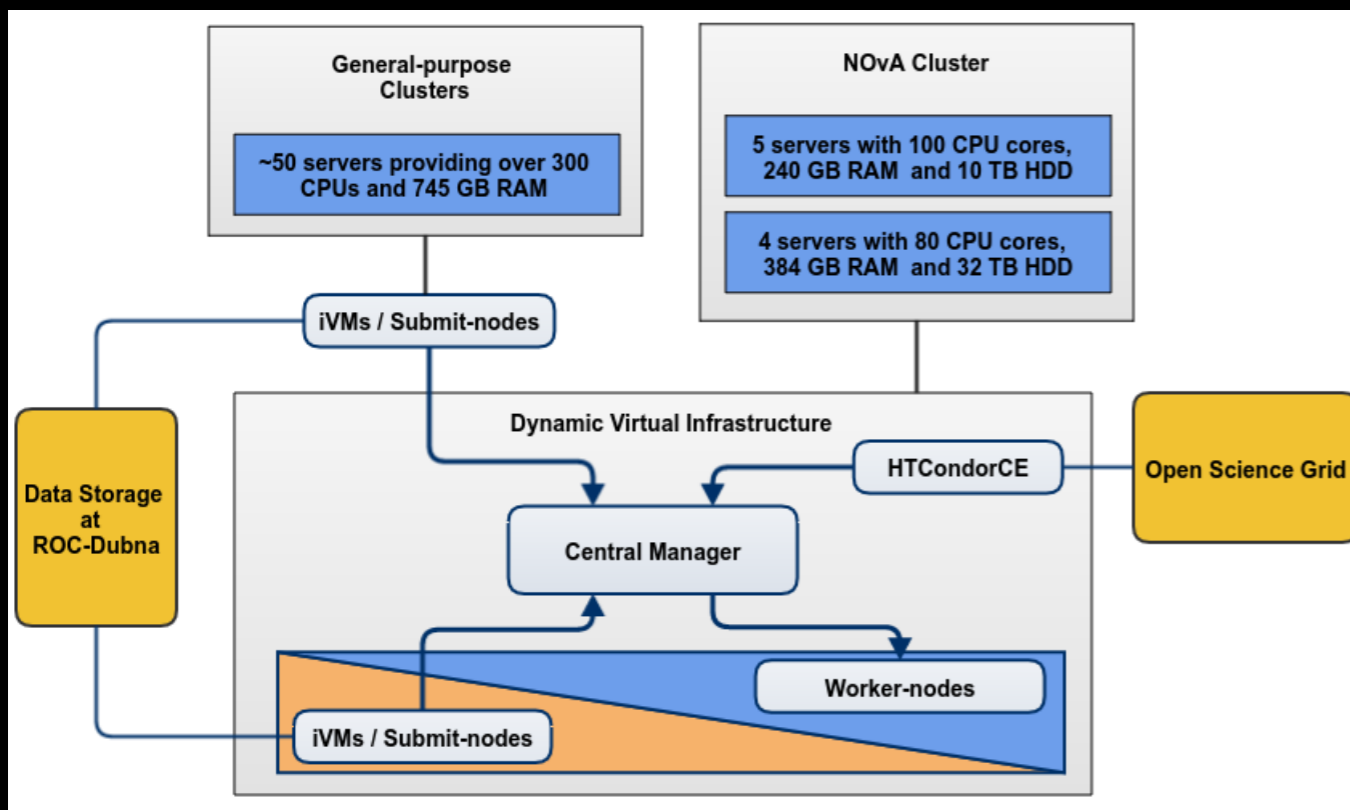 General-purpose
Clusters
~50 servers providing over 300
CPUs and 745 GB RAM
NOvA Cluster
5 servers with 100 CPU cores,
240 GB RAM and 10 TB HDD
4 servers with 80 CPU cores,
384 GB RAM and 32 TB HDD
iVMs / Submit-nodes
Dynamic Virtual Infrastructure
HTCondorCE
Open Science Grid
Data Storage
at
ROC-Dubna
Central Manager
Worker-nodes
iVMs / Submit-nodes